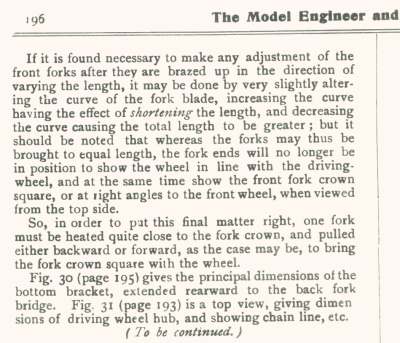 196
The Model Engineer and
If it is found necessary to make any adjustment of the
front forks after they are brazed up in the direction of
varying the length, it may be done by very slightly alter-
ing the curve of the fork blade, increasing the curve
having the effect of shortening the length, and decreasing
the curve causing the total length to be greater ; but it
should be noted that whereas the forks may thus be
brought to equal length, the fork ends will no longer be
in position to show the wheel in line with the driving-
wheel, and at the same time show the front fork crown
square, or at right angles to the front wheel, when viewed
from the top side.
So, in order to put this final matter right, one fork
must be heated quite close to the fork crown, and pulled
either backward or forward, as the case may be, to bring
the fork crown square with the wheel.
Fig. 30 (page 195) gives the principal dimensions of the
bottom bracket, extended rearward to the back fork
bridge. Fig. 31 (page 193) is a top view, giving dimen
sions of driving wheel hub, and showing chain line, etc.
( To be continued. )